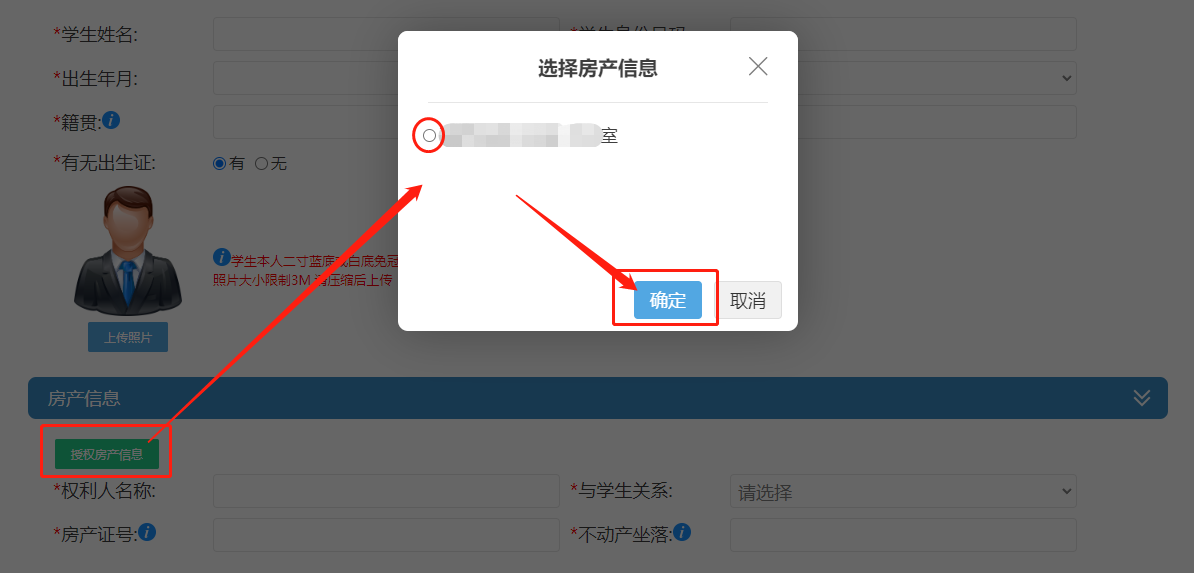 *学生姓名:
*学生身份号码
*出生年月:
*籍贯:
*有无出生证: 有 无
学生本人二寸蓝底或白底免冠
照片大小限制3M,请压缩后上传
上传照片
选择房产信息
室
确定 取消
房产信息
授权房产信息
*权利人名称: *与学生关系: 请选择
*房产证号: *不动产坐落: